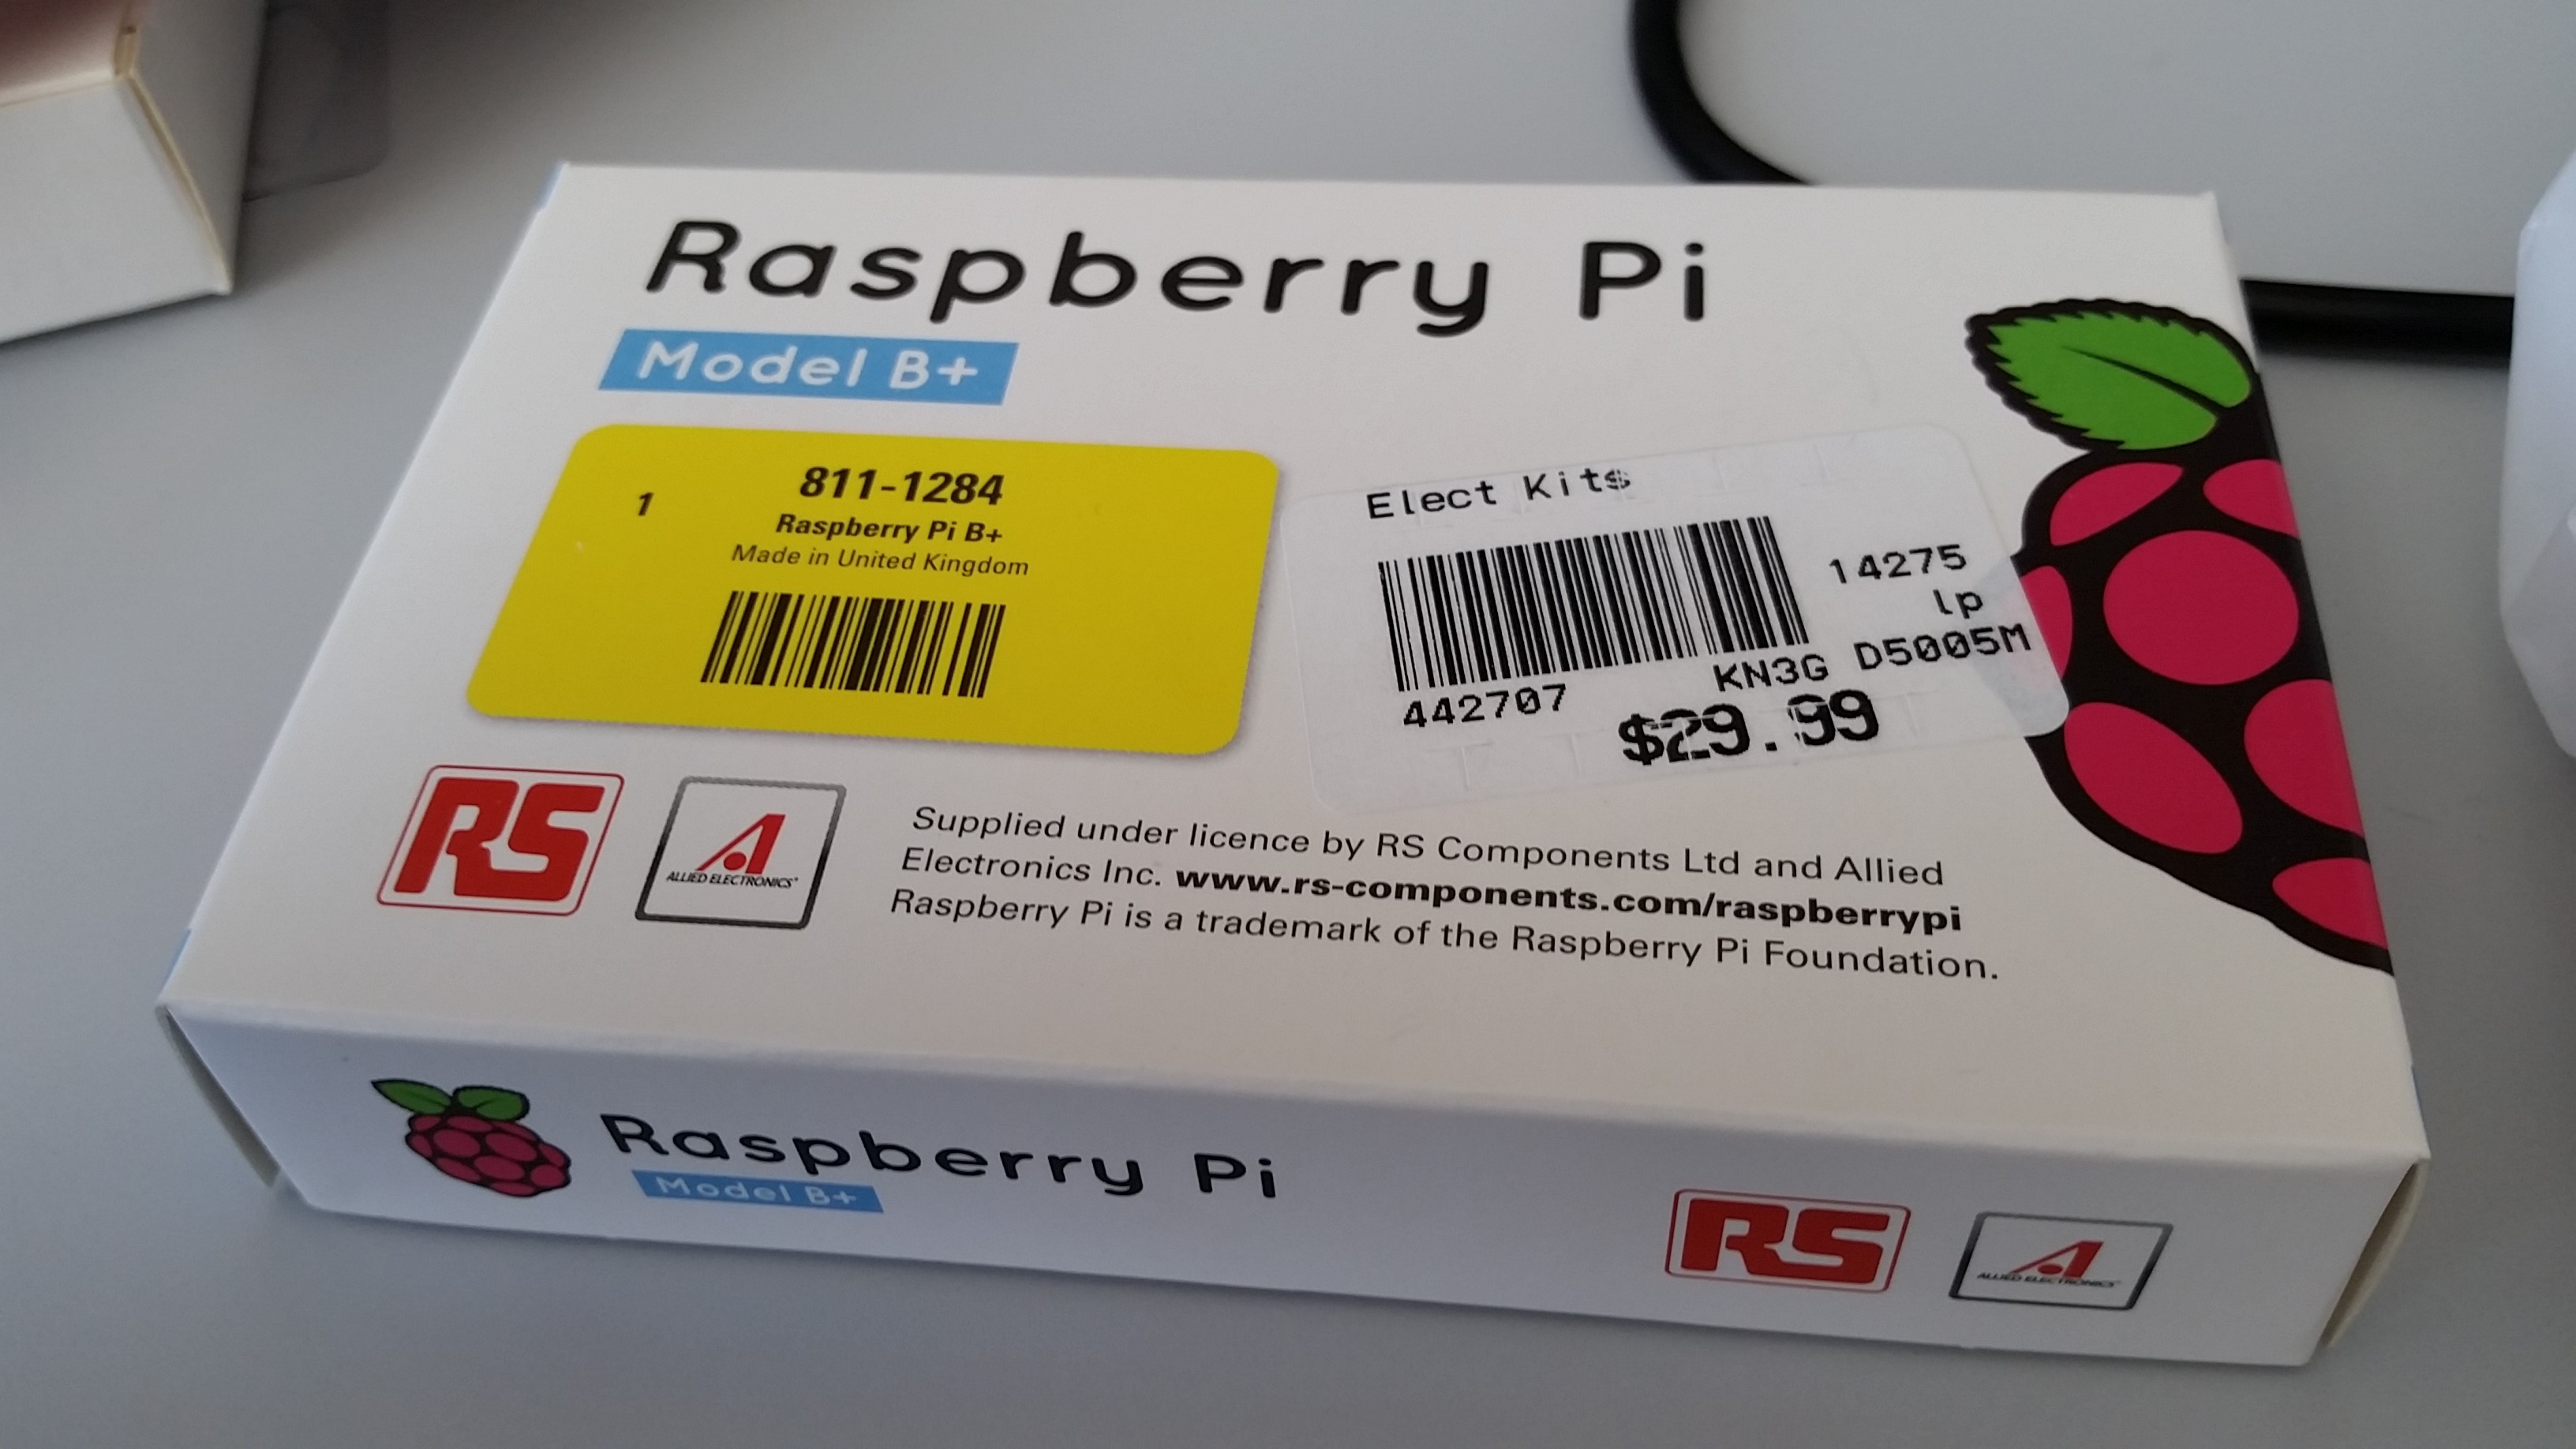 Raspberry Pi
Model B+
1
811-1284
Raspberry Pi B+
Made in United Kingdom
Elect Kits
14275
lp
KN3G D5005M
442707
$29.99
RS
A
ALLIED ELECTRONICS
Supplied under licence by RS Components Ltd and Allied
Electronics Inc. www.rs-components.com/raspberrypi
Raspberry Pi is a trademark of the Raspberry Pi Foundation.
Raspberry Pi
Model B+
RS
A
ALLIED ELECTRONICS